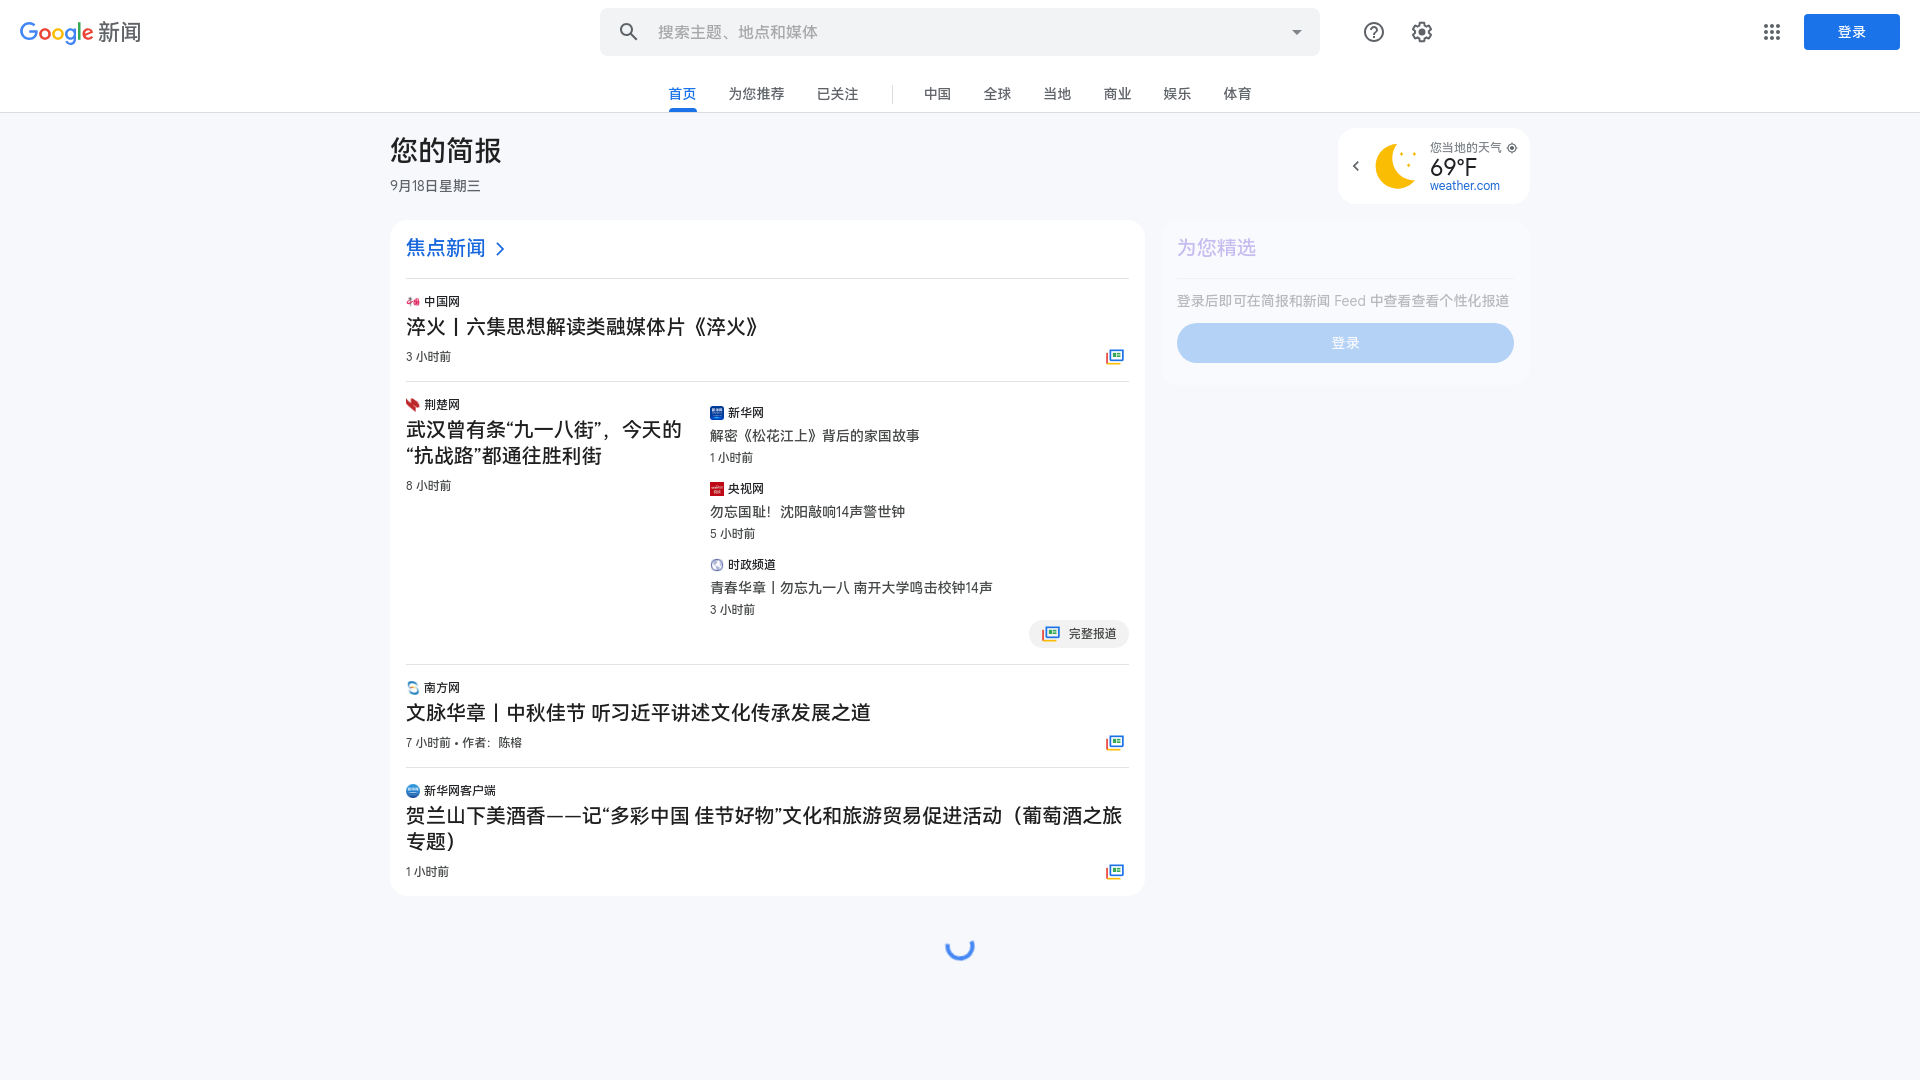 Google 新闻
搜索主题、地点和媒体
登录
首页
为您推荐
已关注
中国
全球
当地
商业
娱乐
体育
您的简报
9月18日星期三
您当地的天气
69°F
weather.com
焦点新闻
中国网
淬火丨六集思想解读类融媒体片《淬火》
3 小时前
荆楚网
武汉曾有条“九一八街”，今天的
“抗战路”都通往胜利街
8 小时前
新华网
解密《松花江上》背后的家国故事
1 小时前
央视网
勿忘国耻！沈阳敲响14声警世钟
5 小时前
时政频道
青春华章丨勿忘九一八 南开大学鸣击校钟14声
3 小时前
完整报道
南方网
文脉华章丨中秋佳节 听习近平讲述文化传承发展之道
7 小时前 • 作者：陈榕
新华网客户端
贺兰山下美酒香——记“多彩中国 佳节好物”文化和旅游贸易促进活动（葡萄酒之旅
专题）
1 小时前
为您精选
登录后即可在简报和新闻 Feed 中查看查看个性化报道
登录